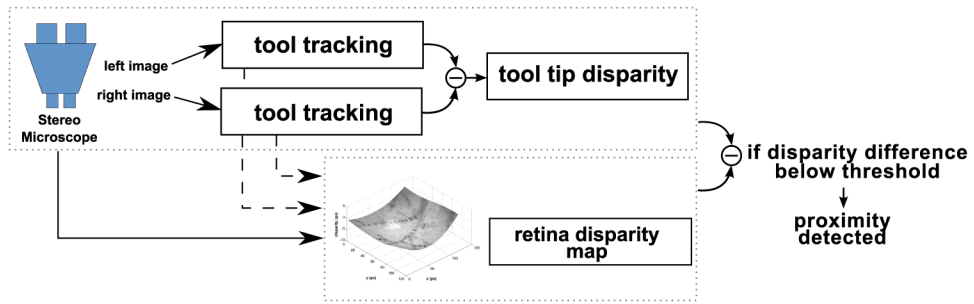 left image
right image
Stereo
Microscope
tool tracking
tool tracking
tool tip disparity
retina disparity
map
if disparity difference
below threshold
proximity
detected